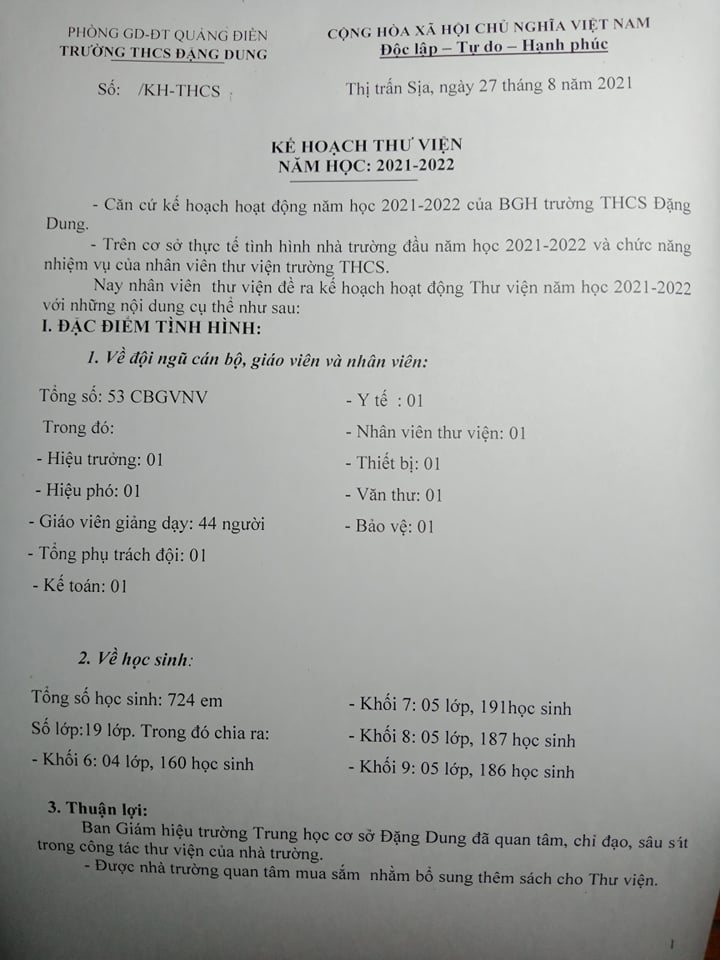 PHÒNG GD-ĐT QUẢNG ĐIỀN
TRƯỜNG THCS ĐẶNG DUNG
CỘNG HÒA XÃ HỘI CHỦ NGHĨA VIỆT NAM
Độc lập – Tự do – Hạnh phúc
Số: /KH-THCS
Thị trấn Sịa, ngày 27 tháng 8 năm 2021
KẾ HOẠCH THƯ VIỆN
NĂM HỌC: 2021-2022
- Căn cứ kế hoạch hoạt động năm học 2021-2022 của BGH trường THCS Đặng
Dung.
- Trên cơ sở thực tế tình hình nhà trường đầu năm học 2021-2022 và chức năng
nhiệm vụ của nhân viên thư viện trường THCS.
Nay nhân viên thư viện đề ra kế hoạch hoạt động Thư viện năm học 2021-2022
với những nội dung cụ thể như sau:
I. ĐẶC ĐIỂM TÌNH HÌNH:
1. Về đội ngũ cán bộ, giáo viên và nhân viên:
Tổng số: 53 CBGVNV
Trong đó:
- Hiệu trưởng: 01
- Hiệu phó: 01
- Giáo viên giảng dạy: 44 người
- Tổng phụ trách đội: 01
- Kế toán: 01
- Y tế : 01
- Nhân viên thư viện: 01
- Thiết bị: 01
- Văn thư: 01
- Bảo vệ: 01
2. Về học sinh:
Tổng số học sinh: 724 em
Số lớp:19 lớp. Trong đó chia ra:
- Khối 6: 04 lớp, 160 học sinh
- Khối 7: 05 lớp, 191học sinh
- Khối 8: 05 lớp, 187 học sinh
- Khối 9: 05 lớp, 186 học sinh
3. Thuận lợi:
Ban Giám hiệu trường Trung học cơ sở Đặng Dung đã quan tâm, chỉ đạo, sâu sít
trong công tác thư viện của nhà trường.
- Được nhà trường quan tâm mua sắm nhằm bổ sung thêm sách cho Thư viện.
1